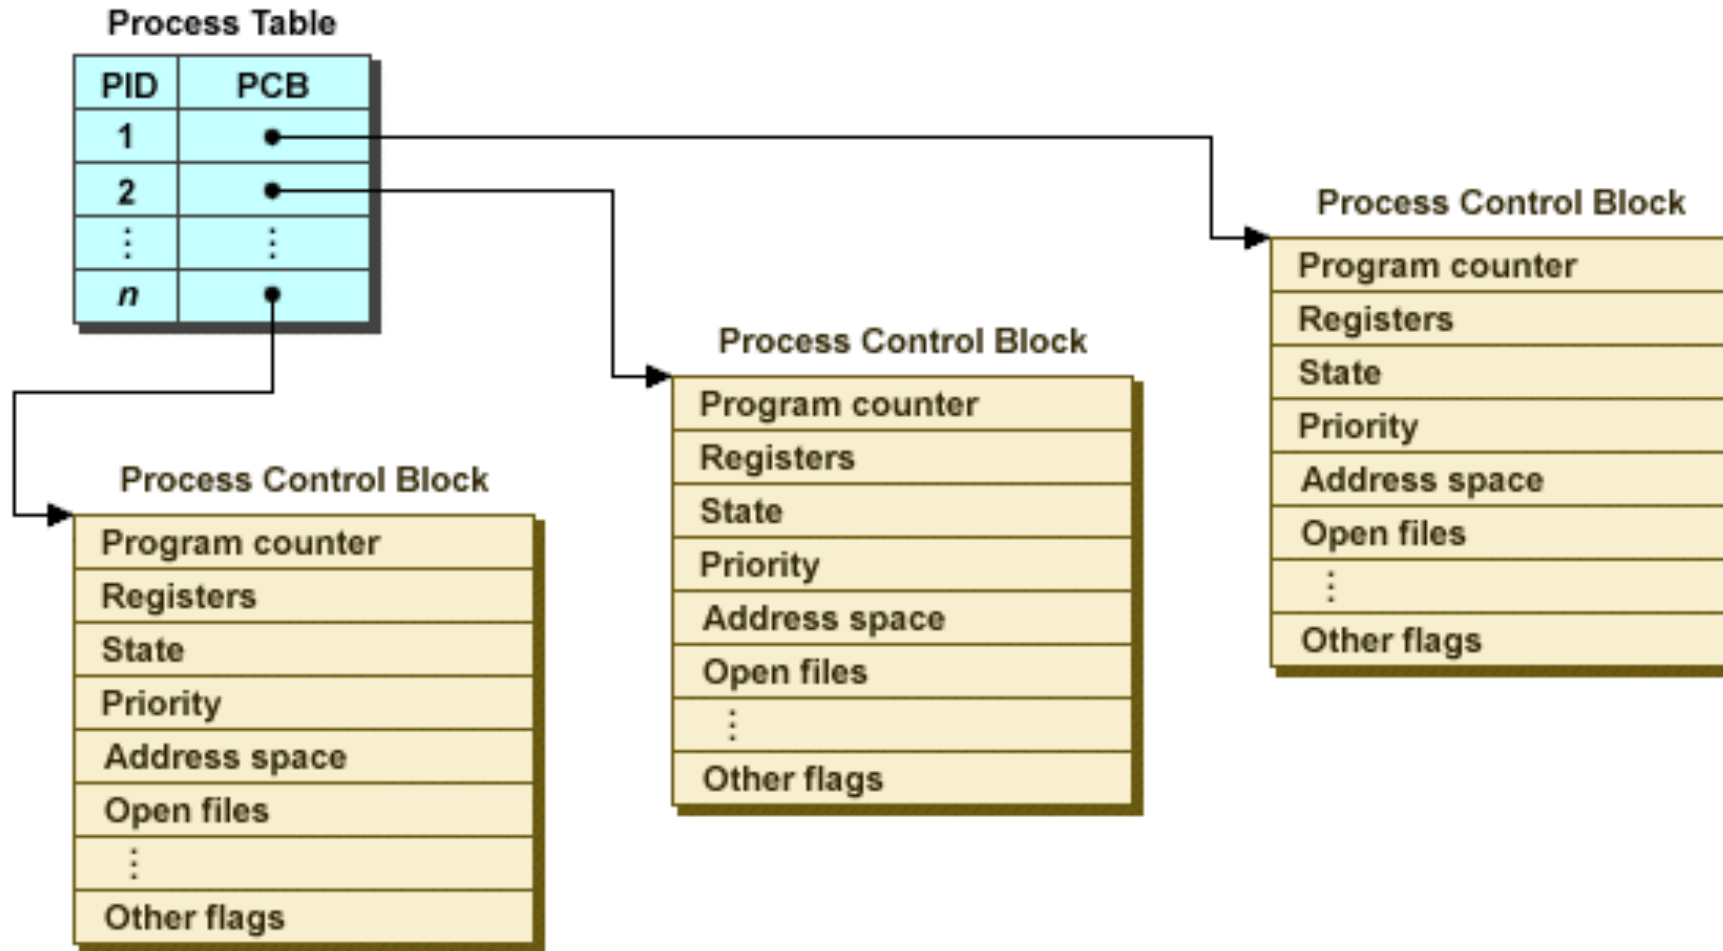 Process Table
PID PCB
1
2
⋮ ⋮
n
Process Control Block
Program counter
Registers
State
Priority
Address space
Open files
⋮
Other flags
Process Control Block
Program counter
Registers
State
Priority
Address space
Open files
⋮
Other flags
Process Control Block
Program counter
Registers
State
Priority
Address space
Open files
⋮
Other flags